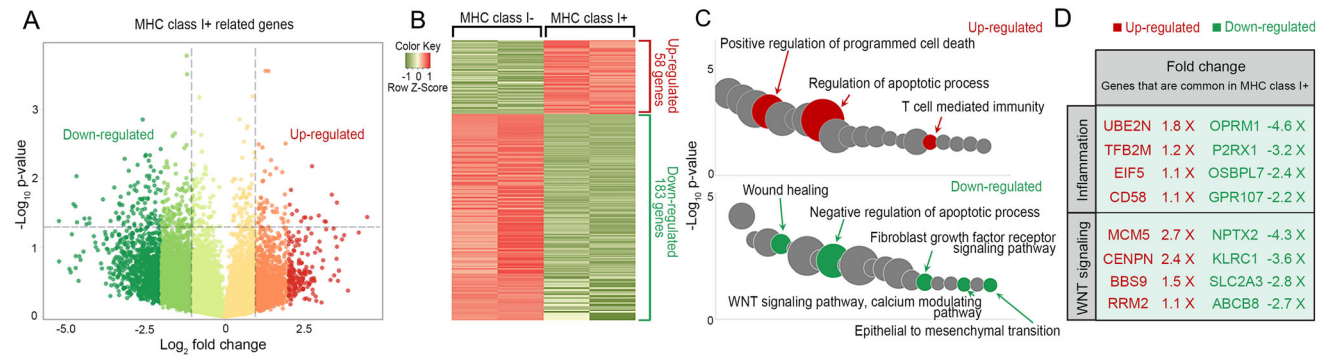 A
MHC class I+ related genes
-Log10 p-value
3
2
1
0
Down-regulated
Up-regulated
-5.0
-2.5
0
2.5
Log2 fold change
B
MHC class I-
MHC class I+
Color Key
-1 0 1
Row Z-Score
Up-regulated
58 genes
Down-regulated
183 genes
C
-Log10 p-value
Up-regulated
5
0
Positive regulation of programmed cell death
Regulation of apoptotic process
T cell mediated immunity
Down-regulated
5
0
Wound healing
Negative regulation of apoptotic process
Fibroblast growth factor receptor
signaling pathway
WNT signaling pathway, calcium modulating
pathway
Epithelial to mesenchymal transition
D
Up-regulated
Down-regulated
Fold change
Genes that are common in MHC class I+
Inflammation
UBE2N 1.8 X OPRM1 -4.6 X
TFB2M 1.2 X P2RX1 -3.2 X
EIF5 1.1 X OSBPL7 -2.4 X
CD58 1.1 X GPR107 -2.2 X
WNT signaling
MCM5 2.7 X NPTX2 -4.3 X
CENPN 2.4 X KLRC1 -3.6 X
BBS9 1.5 X SLC2A3 -2.8 X
RRM2 1.1 X ABCB8 -2.7 X